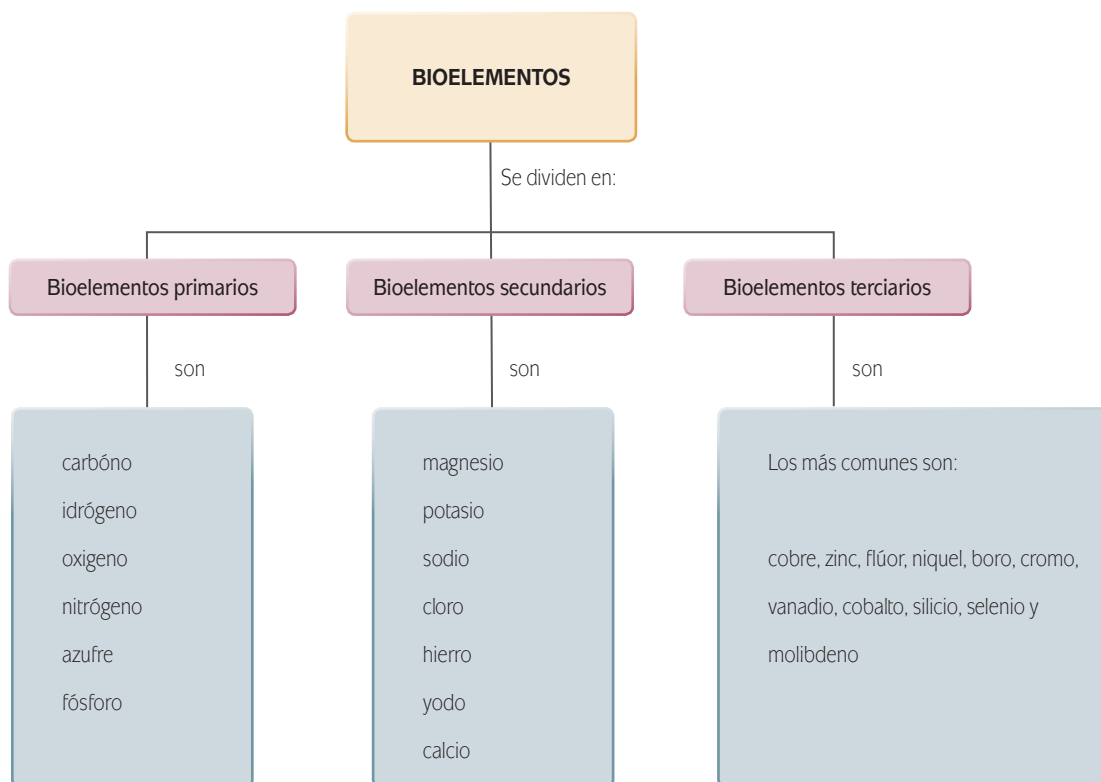 BIOELEMENTOS
Se dividen en:
Bioelementos primarios
Bioelementos secundarios
Bioelementos terciarios
son
son
son
carbóno
idrógeno
oxigeno
nitrógeno
azufre
fósforo
magnesio
potasio
sodio
cloro
hierro
yodo
calcio
Los más comunes son:
cobre, zinc, flúor, niquel, boro, cromo,
vanadio, cobalto, silicio, selenio y
molibdeno